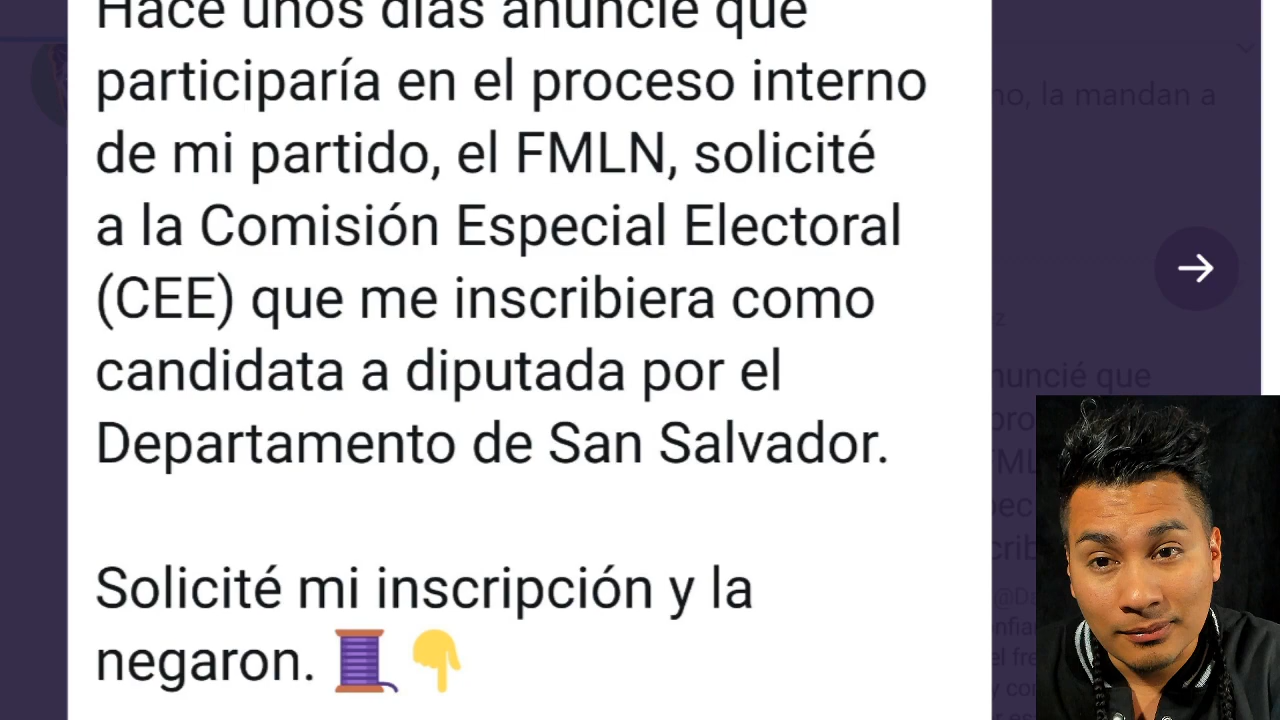 Hace unos días anuncié que
participaría en el proceso interno
de mi partido, el FMLN, solicité
a la Comisión Especial Electoral
(CEE) que me inscribiera como
candidata a diputada por el
Departamento de San Salvador.
Solicité mi inscripción y la
negaron. 🧵👇
no, la mandan a
nuncié que